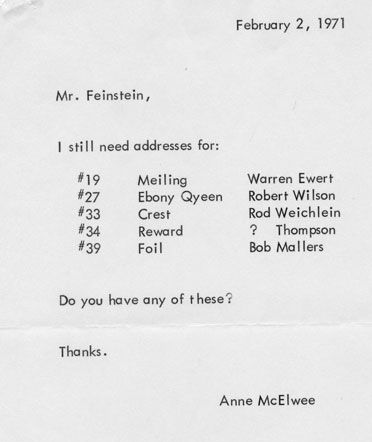 February 2, 1971
Mr. Feinstein,
I still need addresses for:
#19 Meiling Warren Ewert
#27 Ebony Qyeen Robert Wilson
#33 Crest Rod Weichlein
#34 Reward ? Thompson
#39 Foil Bob Mallers
Do you have any of these?
Thanks.
Anne McElwee